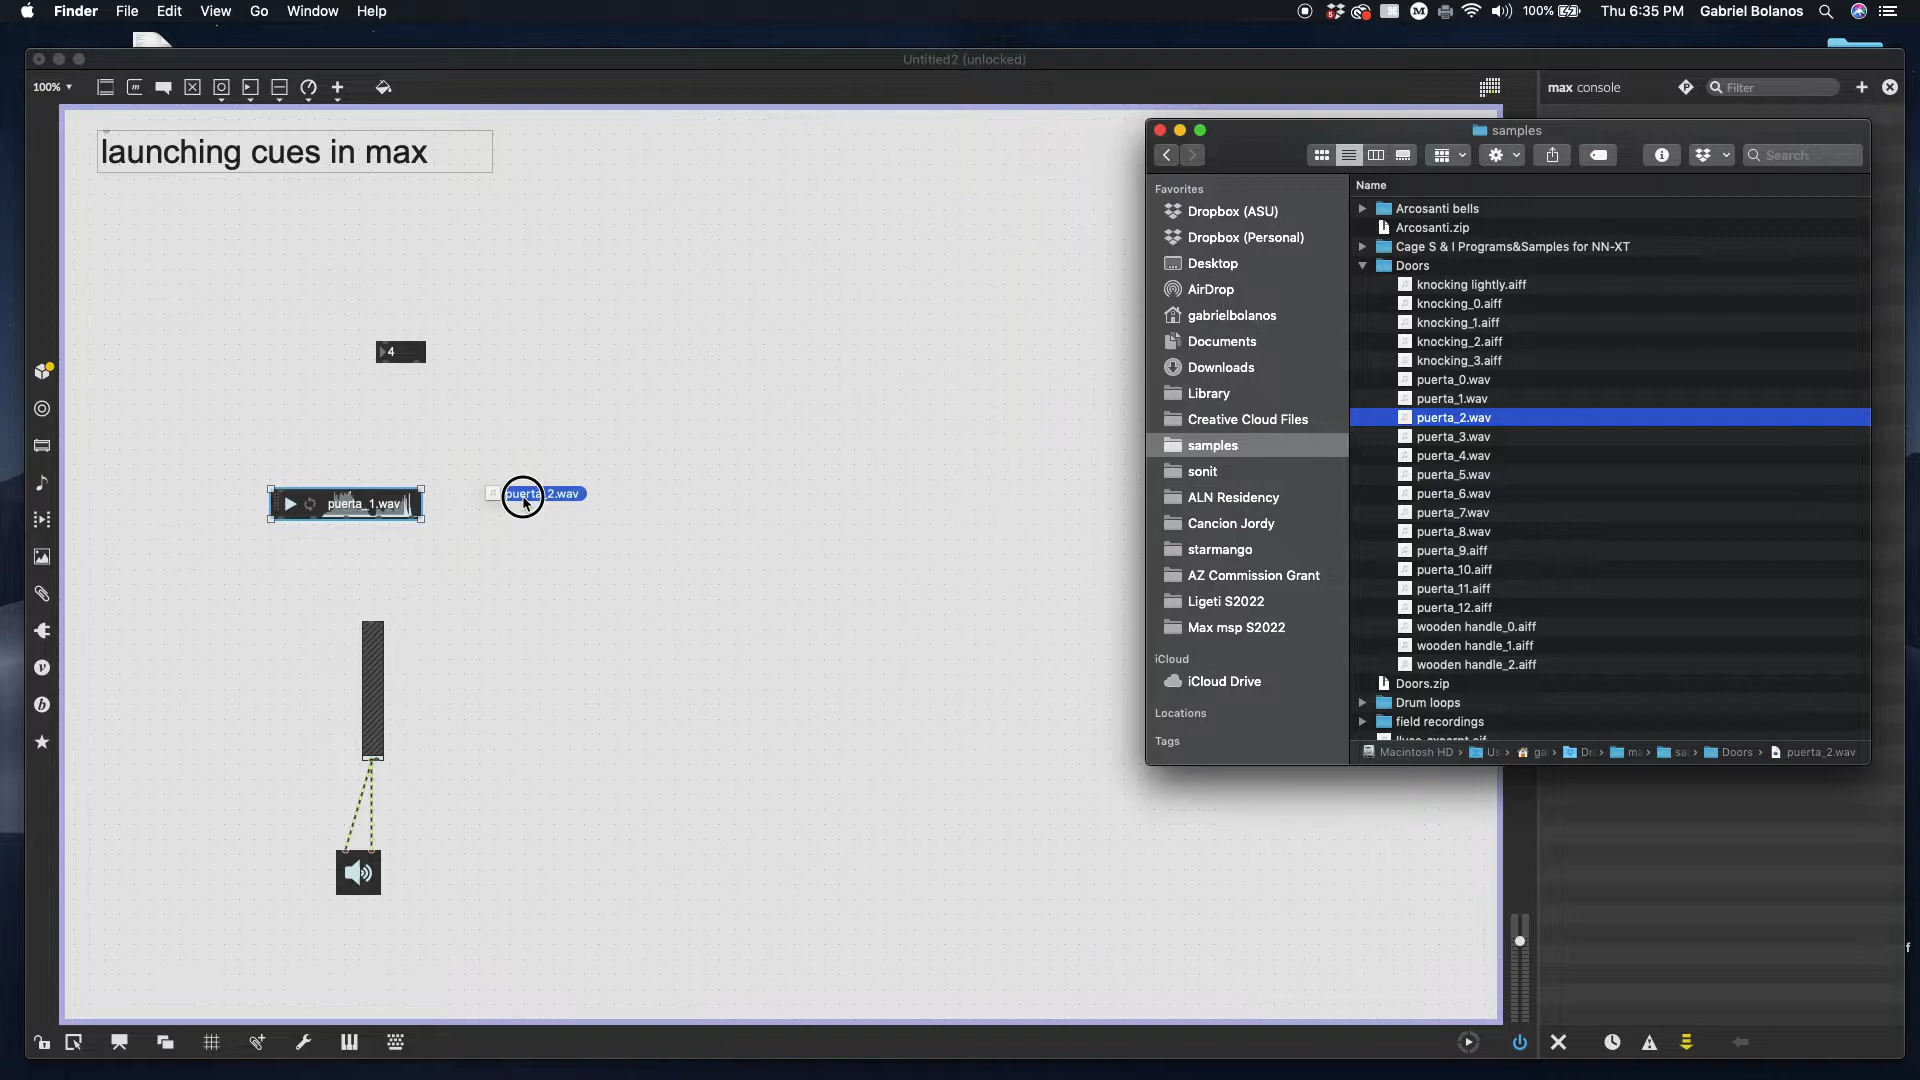 Finder File Edit View Go Window Help
100% Thu 6:35 PM Gabriel Bolanos
Untitled2 (unlocked)
100%
max console
Filter
launching cues in max
4
puerta_1.wav
puerta_2.wav
samples
Search
Favorites
Dropbox (ASU)
Dropbox (Personal)
Desktop
AirDrop
gabrielbolanos
Documents
Downloads
Library
Creative Cloud Files
samples
sonit
ALN Residency
Cancion Jordy
starmango
AZ Commission Grant
Ligeti S2022
Max msp S2022
iCloud
iCloud Drive
Locations
Tags
Name
Arcosanti bells
Arcosanti.zip
Cage S & I Programs&Samples for NN-XT
Doors
knocking lightly.aiff
knocking_0.aiff
knocking_1.aiff
knocking_2.aiff
knocking_3.aiff
puerta_0.wav
puerta_1.wav
puerta_2.wav
puerta_3.wav
puerta_4.wav
puerta_5.wav
puerta_6.wav
puerta_7.wav
puerta_8.wav
puerta_9.aiff
puerta_10.aiff
puerta_11.aiff
puerta_12.aiff
wooden handle_0.aiff
wooden handle_1.aiff
wooden handle_2.aiff
Doors.zip
Drum loops
field recordings
Macintosh HD › Us › ga › Dr › ma › sa › Doors › puerta_2.wav
f